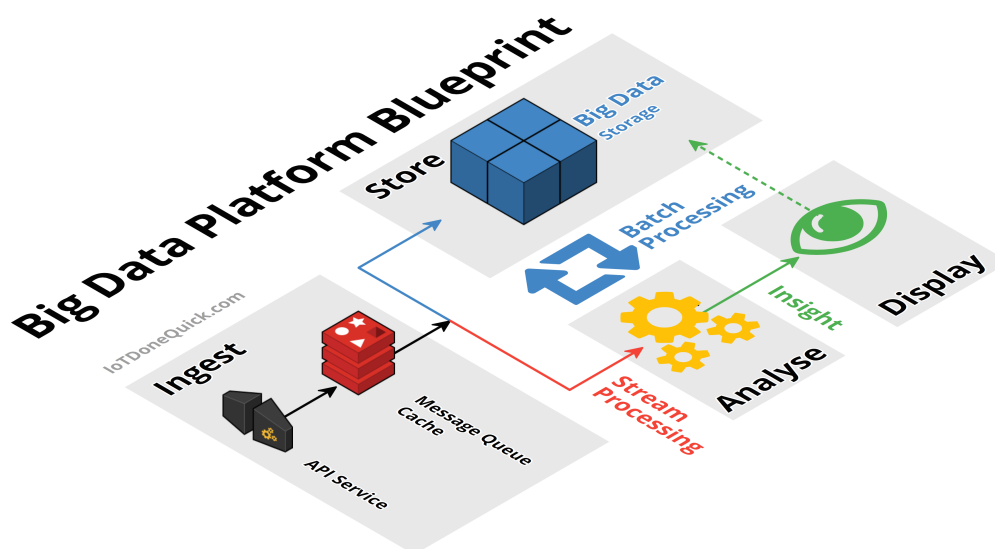 Big Data Platform Blueprint
IoTDoneQuick.com
Ingest
API Service
Message Queue
Cache
Store
Big Data
Storage
Batch
Processing
Stream
Processing
Analyse
Insight
Display